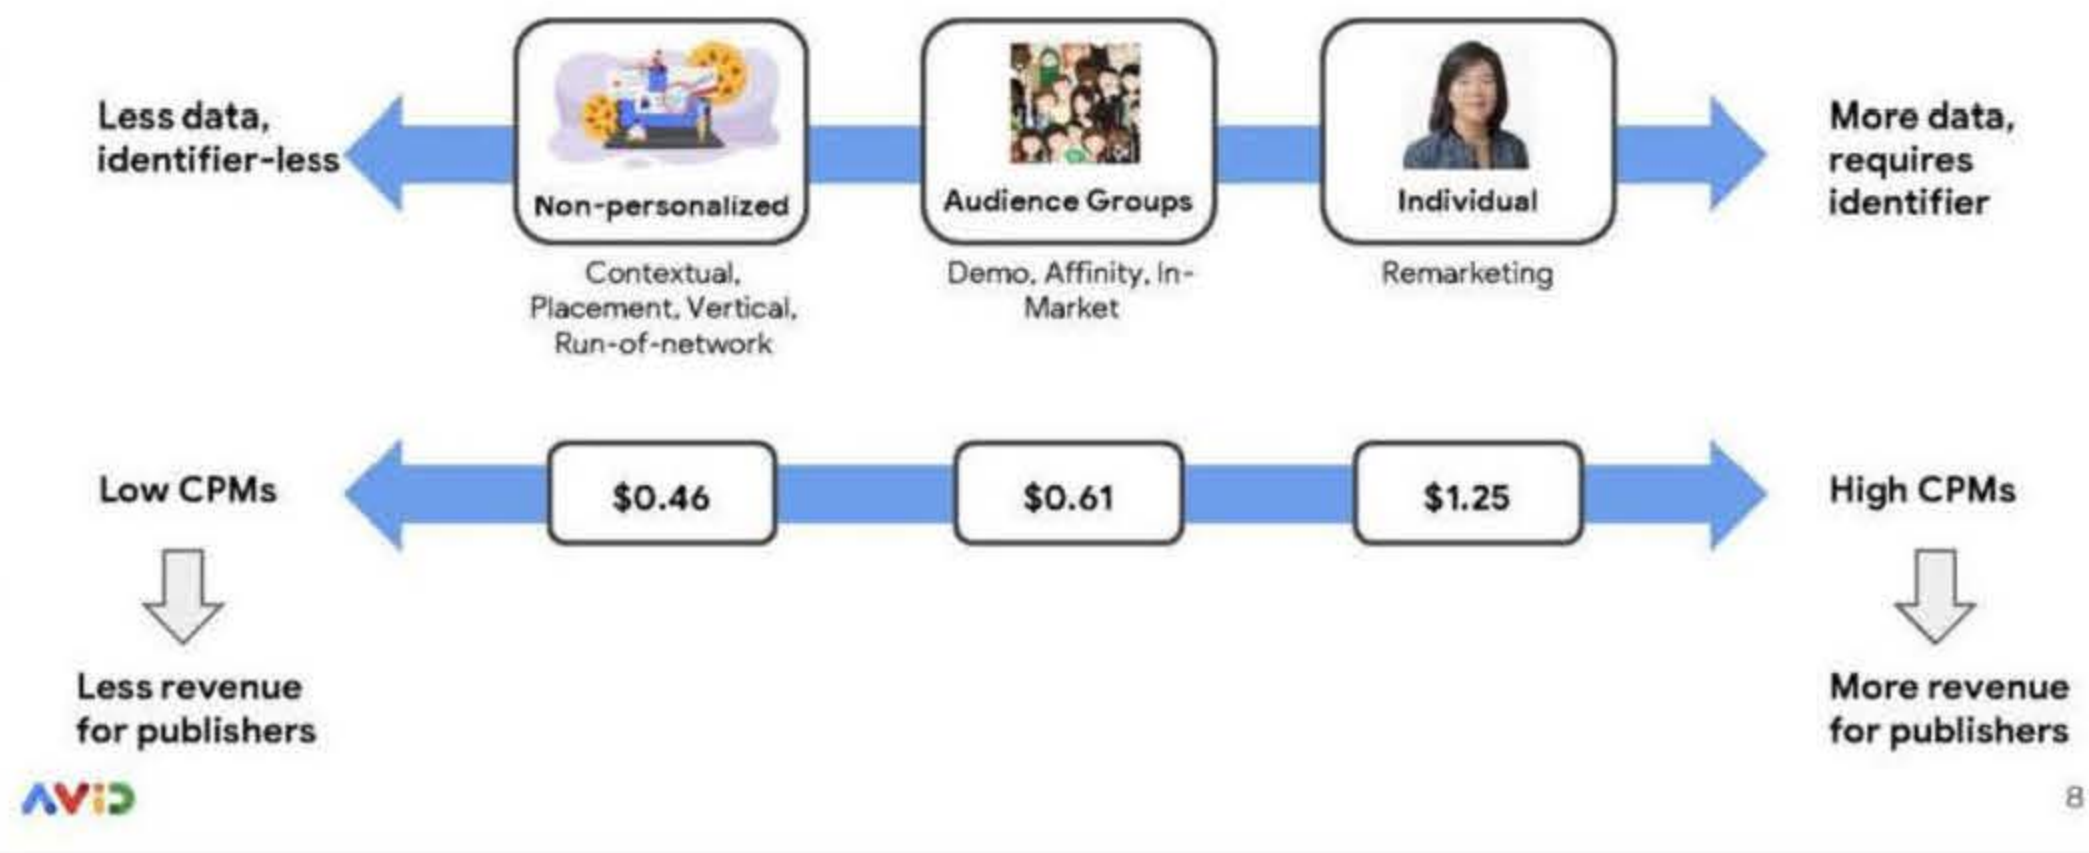 Less data,
identifier-less
Non-personalized
Contextual,
Placement, Vertical,
Run-of-network
Audience Groups
Demo, Affinity, In-
Market
Individual
Remarketing
More data,
requires
identifier
Low CPMs
$0.46
$0.61
$1.25
High CPMs
Less revenue
for publishers
More revenue
for publishers
AViD
8